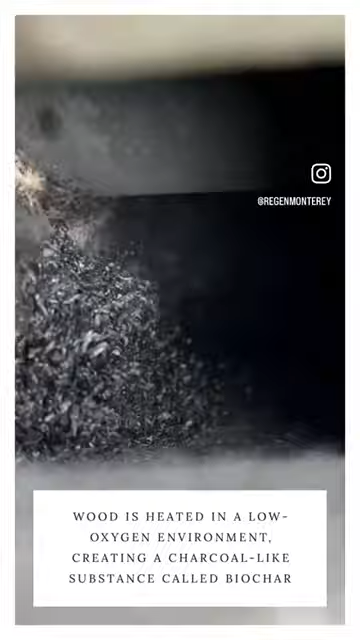 @REGENMONTEREY
WOOD IS HEATED IN A LOW-
OXYGEN ENVIRONMENT,
CREATING A CHARCOAL-LIKE
SUBSTANCE CALLED BIOCHAR